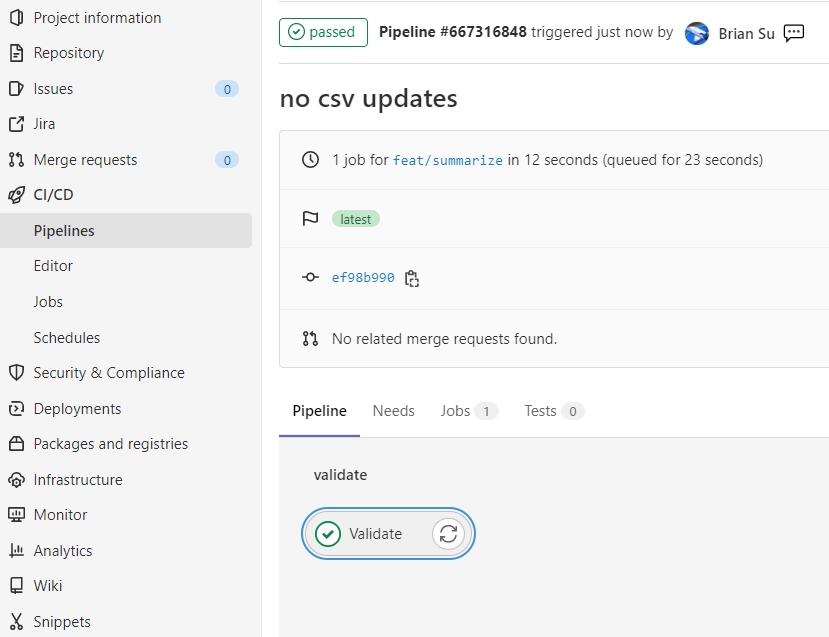 Project information
Repository
Issues 0
Jira
Merge requests 0
CI/CD
Pipelines
Editor
Jobs
Schedules
Security & Compliance
Deployments
Packages and registries
Infrastructure
Monitor
Analytics
Wiki
Snippets
passed Pipeline #667316848 triggered just now by Brian Su
no csv updates
1 job for feat/summarize in 12 seconds (queued for 23 seconds)
latest
ef98b990
No related merge requests found.
Pipeline Needs Jobs 1 Tests 0
validate
Validate